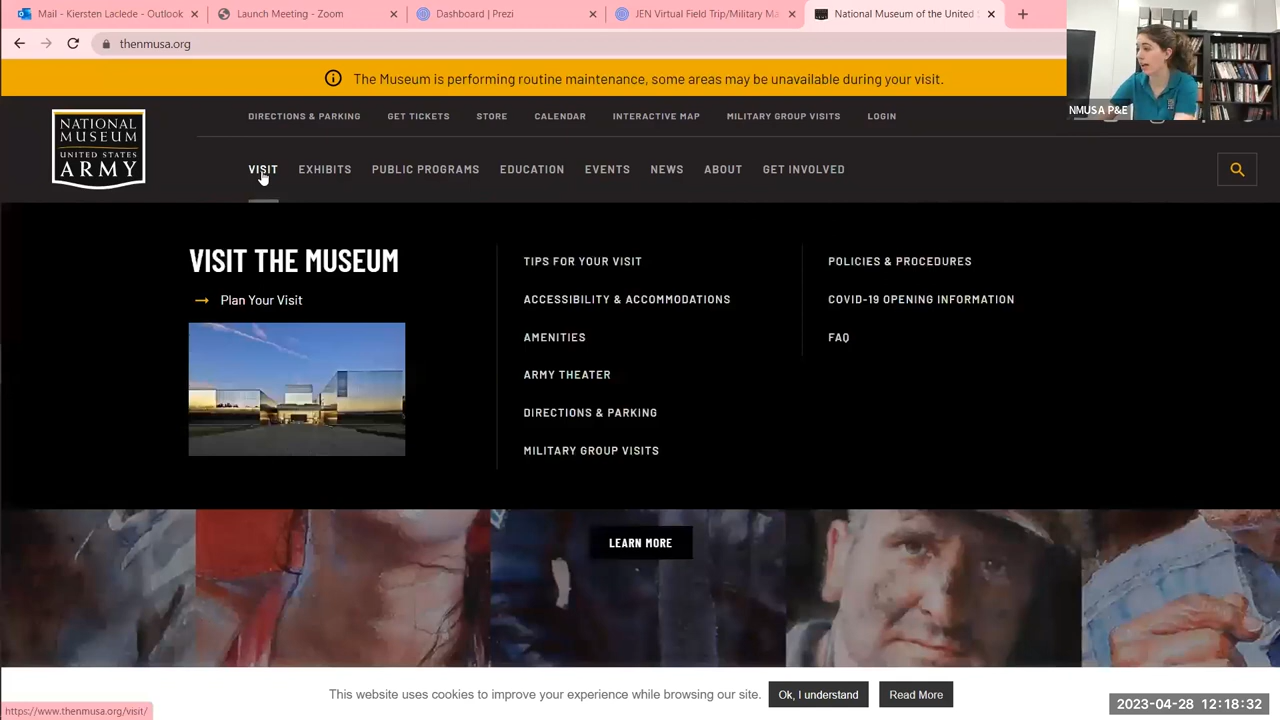 Mail - Kiersten Laclede - Outlook
Launch Meeting - Zoom
Dashboard | Prezi
JEN Virtual Field Trip/Military Ma
National Museum of the United S
thenmusa.org
NMUSA P&E
The Museum is performing routine maintenance, some areas may be unavailable during your visit.
DIRECTIONS & PARKING
GET TICKETS
STORE
CALENDAR
INTERACTIVE MAP
MILITARY GROUP VISITS
LOGIN
NATIONAL
MUSEUM
UNITED STATES
ARMY
VISIT
EXHIBITS
PUBLIC PROGRAMS
EDUCATION
EVENTS
NEWS
ABOUT
GET INVOLVED
VISIT THE MUSEUM
Plan Your Visit
TIPS FOR YOUR VISIT
ACCESSIBILITY & ACCOMMODATIONS
AMENITIES
ARMY THEATER
DIRECTIONS & PARKING
MILITARY GROUP VISITS
POLICIES & PROCEDURES
COVID-19 OPENING INFORMATION
FAQ
LEARN MORE
This website uses cookies to improve your experience while browsing our site.
Ok, I understand
Read More
https://www.thenmusa.org/visit/
2023-04-28 12:18:32